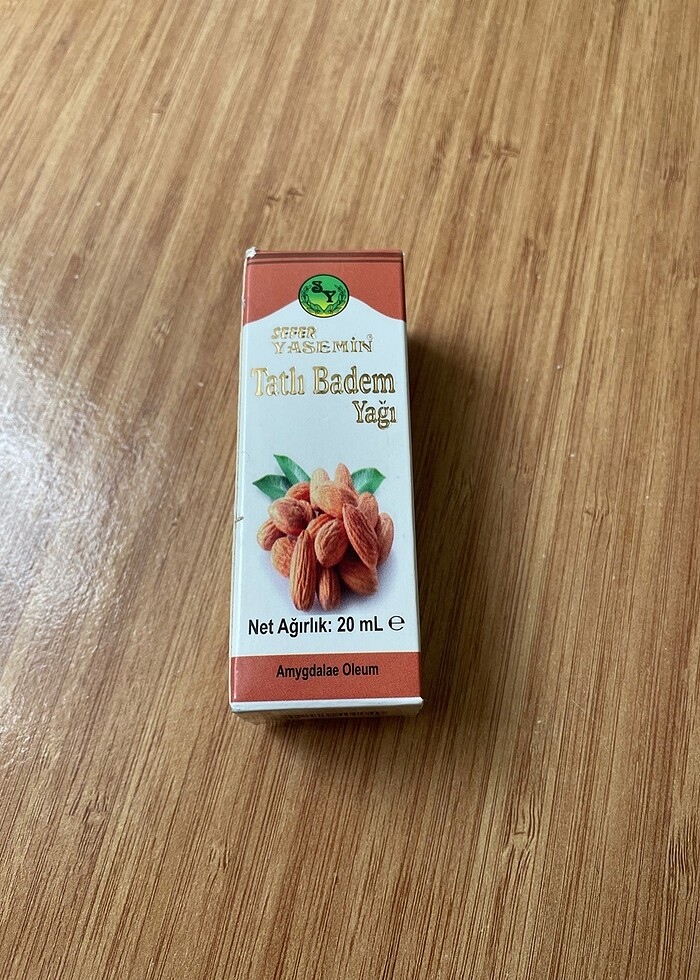 SY
SEFER
YASEMİN
Tatlı Badem
Yağı
Net Ağırlık: 20 mL ℮
Amygdalae Oleum